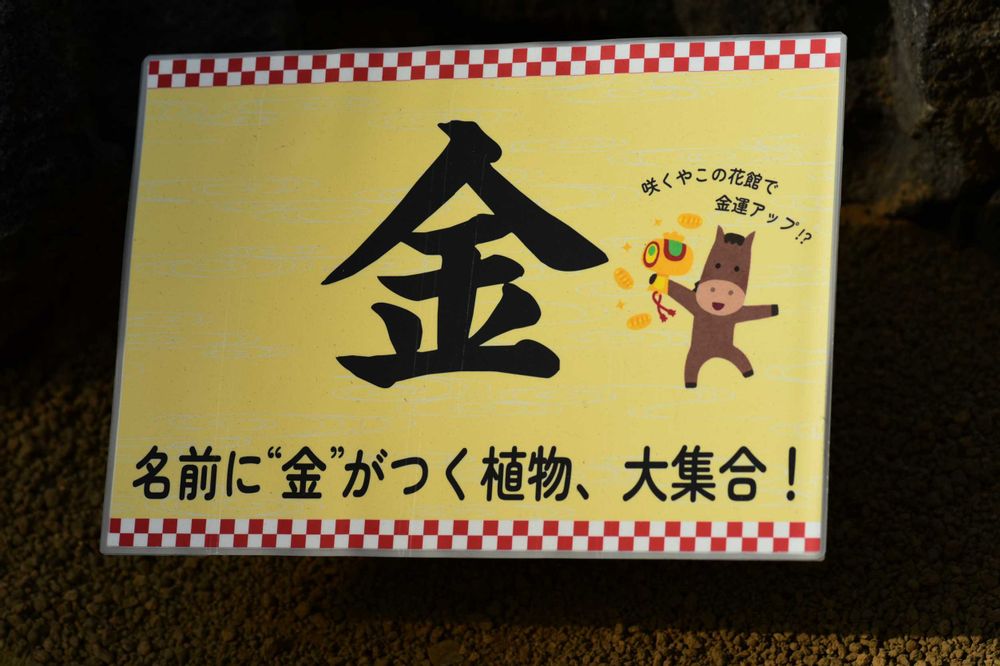 金
咲くやこの花館で
金運アップ!?
名前に“金”がつく植物、大集合！